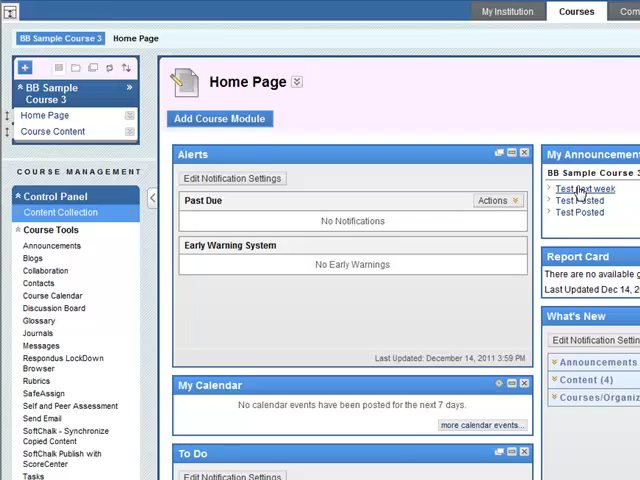 My Institution
Courses
BB Sample Course 3
Home Page
BB Sample
Course 3
Home Page
Course Content
COURSE MANAGEMENT
Control Panel
Content Collection
Course Tools
Announcements
Blogs
Collaboration
Contacts
Course Calendar
Discussion Board
Glossary
Journals
Messages
Respondus LockDown
Browser
Rubrics
SafeAssign
Self and Peer Assessment
Send Email
SoftChalk - Synchronize
Copied Content
SoftChalk Publish with
ScoreCenter
Tasks
Home Page
Add Course Module
Alerts
Edit Notification Settings
Past Due
Actions
No Notifications
Early Warning System
No Early Warnings
Last Updated: December 14, 2011 3:59 PM
My Calendar
No calendar events have been posted for the next 7 days.
more calendar events...
To Do
Edit Notification Settings
My Announcement
BB Sample Course 3
Test next week
Test Posted
Test Posted
Report Card
There are no available g
Last Updated Dec 14, 20
What's New
Edit Notification Settin
Announcements
Content (4)
Courses/Organiz